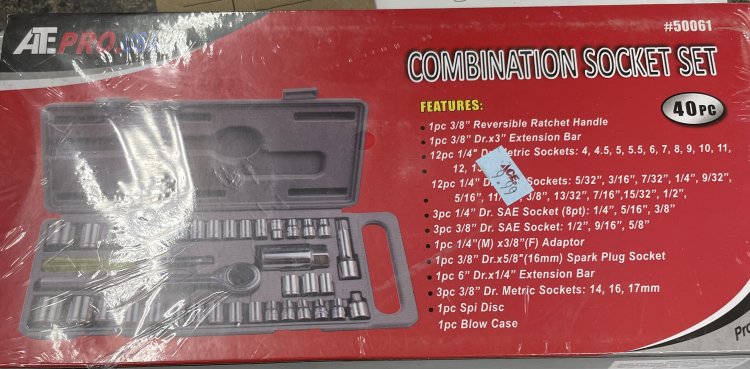 #50061
ATE PRO.
COMBINATION SOCKET SET
FEATURES:
40PC
1pc 3/8" Reversible Ratchet Handle
1pc 3/8" Dr.x3" Extension Bar
12pc 1/4" Dr. Metric Sockets: 4, 4.5, 5, 5.5, 6, 7, 8, 9, 10, 11,
12, 13
12pc 1/4" Sockets: 5/32", 3/16", 7/32", 1/4", 9/32",
5/16", 3/8", 13/32", 7/16", 15/32", 1/2",
3pc 1/4" Dr. SAE Socket (8pt): 1/4", 5/16", 3/8"
3pc 3/8" Dr. SAE Socket: 1/2", 9/16", 5/8"
1pc 1/4"(M) x3/8"(F) Adaptor
1pc 3/8" Dr.x5/8"(16mm) Spark Plug Socket
1pc 6" Dr.x1/4" Extension Bar
3pc 3/8" Dr. Metric Sockets: 14, 16, 17mm
1pc Spi Disc
1pc Blow Case